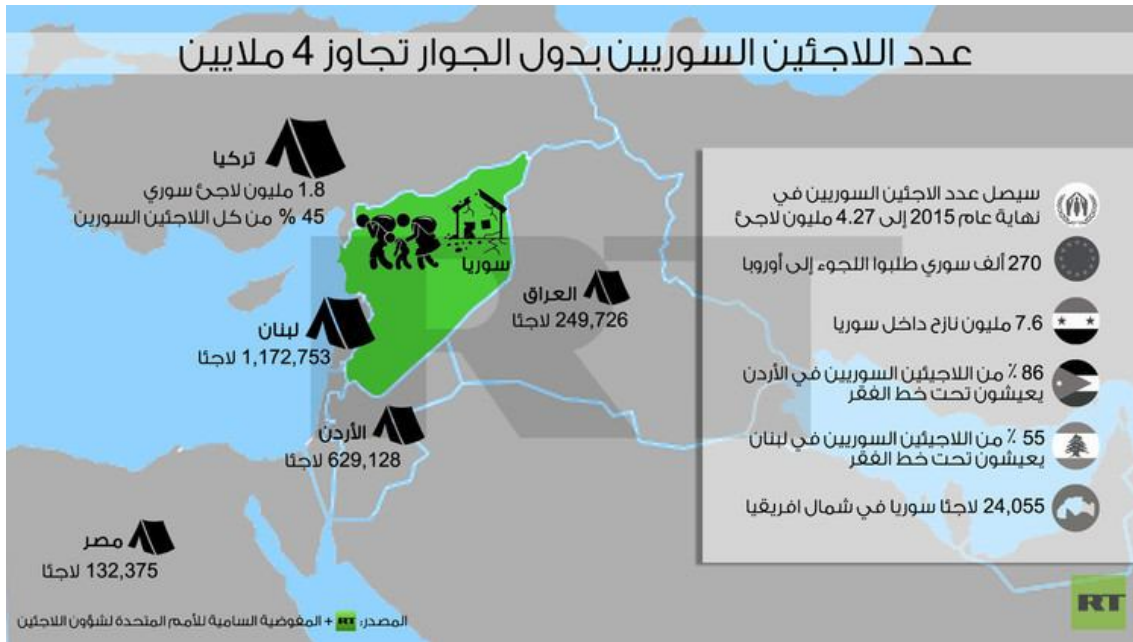 عدد اللاجئين السوريين بدول الجوار تجاوز 4 ملايين
تركيا
1.8 مليون لاجئ سوري
45 % من كل اللاجئين السورين
سوريا
العراق
249,726 لاجئا
لبنان
1,172,753 لاجئا
الأردن
629,128 لاجئا
مصر
132,375 لاجئا
سيصل عدد الاجئين السوريين في
نهاية عام 2015 إلى 4.27 مليون لاجئ
270 ألف سوري طلبوا اللجوء إلى أوروبا
7.6 مليون نازح داخل سوريا
86 ٪ من اللاجيئين السوريين في الأردن
يعيشون تحت خط الفقر
55 ٪ من اللاجيئين السوريين في لبنان
يعيشون تحت خط الفقر
24,055 لاجئا سوريا في شمال افريقيا
المصدر: RT + المفوضية السامية للأمم المتحدة لشؤون اللاجئين
RT
RT